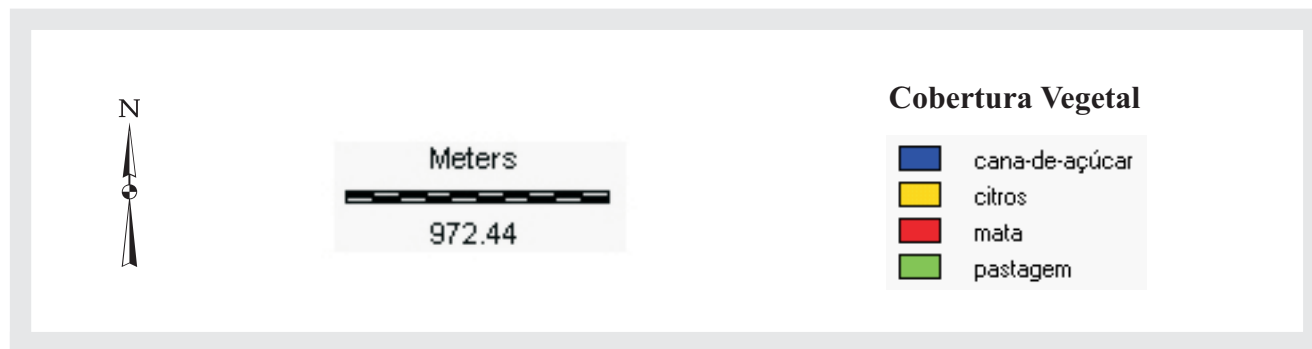 N
Meters
972.44
Cobertura Vegetal
cana-de-açúcar
citros
mata
pastagem